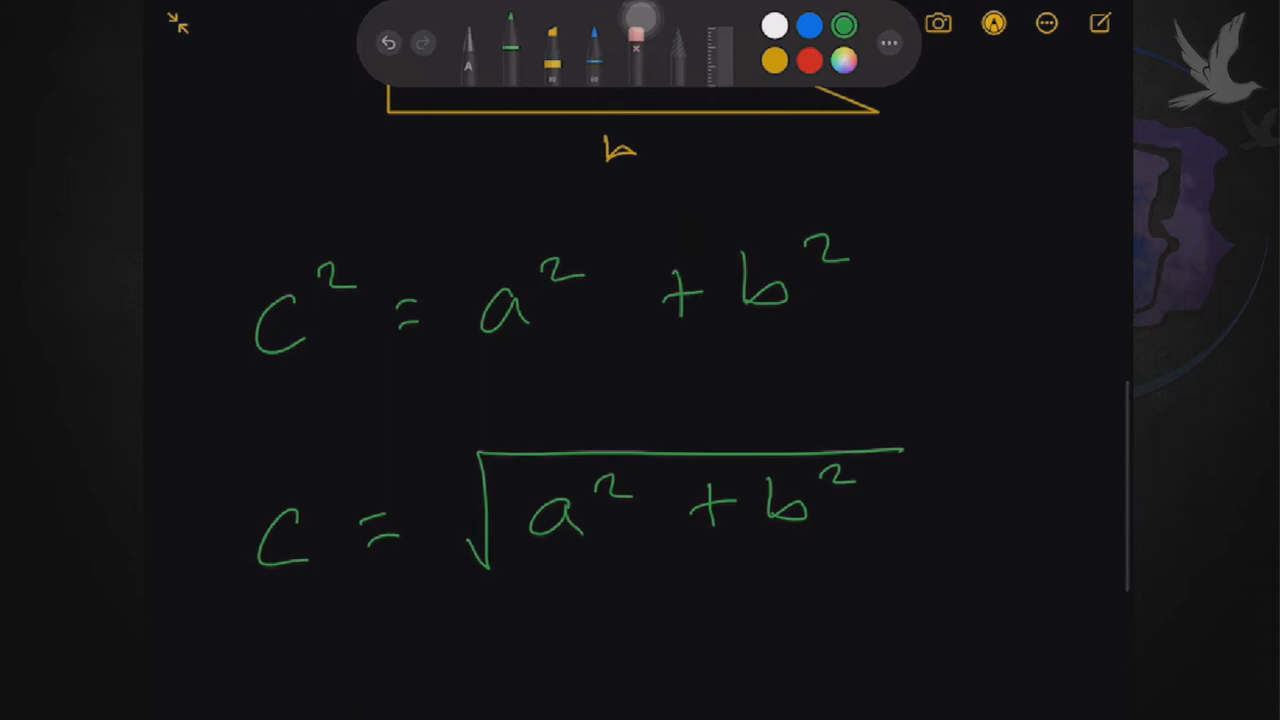 b
c² = a² + b²
c = √(a² + b²)